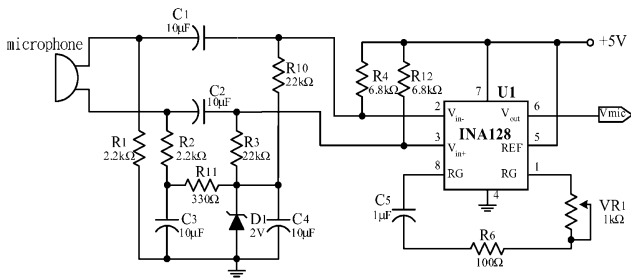 C1
10μF
microphone
+5V
R10
22kΩ
R4
6.8kΩ
R12
6.8kΩ
7
U1
C2
10μF
2
Vin-
Vout
6
Vmic
R1
2.2kΩ
R2
2.2kΩ
R3
22kΩ
INA128
3
Vin+
REF
5
8
RG
RG
1
R11
330Ω
4
C5
1μF
VR1
1kΩ
C3
10μF
D1
2V
C4
10μF
R6
100Ω